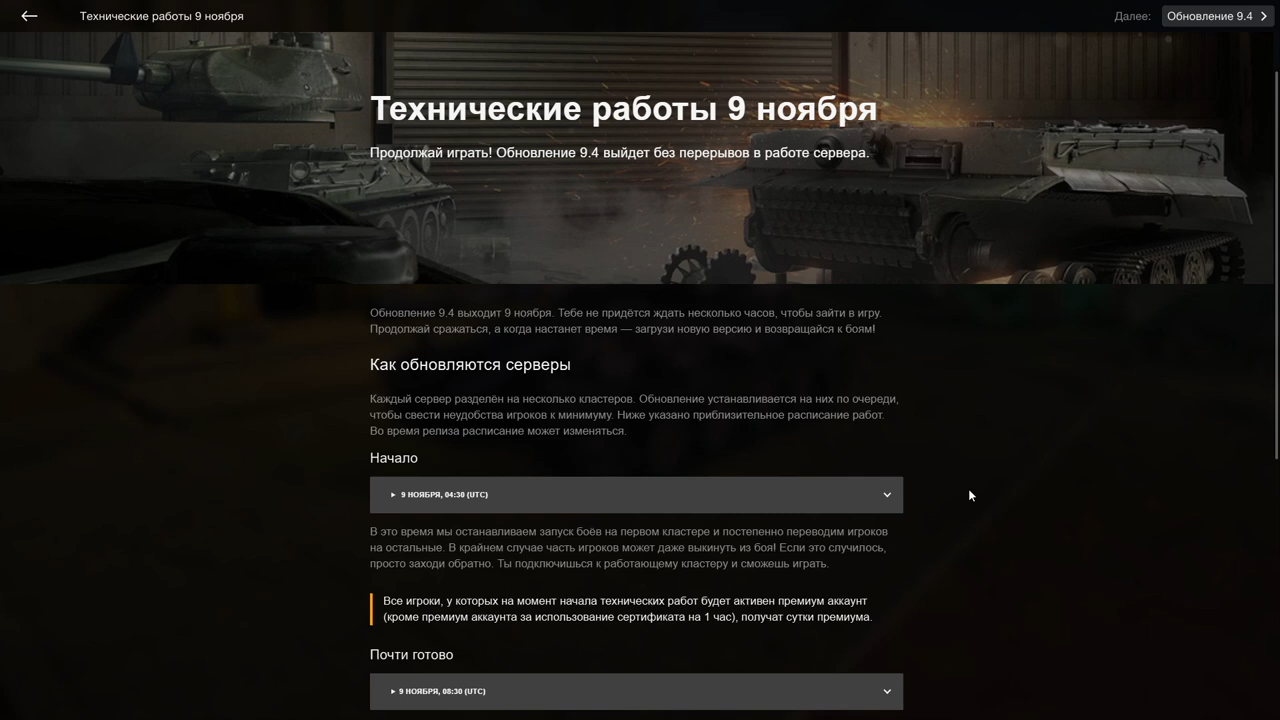 Технические работы 9 ноября
Далее:
Обновление 9.4
Технические работы 9 ноября
Продолжай играть! Обновление 9.4 выйдет без перерывов в работе сервера.
Обновление 9.4 выходит 9 ноября. Тебе не придётся ждать несколько часов, чтобы зайти в игру.
Продолжай сражаться, а когда настанет время — загрузи новую версию и возвращайся к боям!
Как обновляются серверы
Каждый сервер разделён на несколько кластеров. Обновление устанавливается на них по очереди,
чтобы свести неудобства игроков к минимуму. Ниже указано приблизительное расписание работ.
Во время релиза расписание может изменяться.
Начало
9 НОЯБРЯ, 04:30 (UTC)
В это время мы останавливаем запуск боёв на первом кластере и постепенно переводим игроков
на остальные. В крайнем случае часть игроков может даже выкинуть из боя! Если это случилось,
просто заходи обратно. Ты подключишься к работающему кластеру и сможешь играть.
Все игроки, у которых на момент начала технических работ будет активен премиум аккаунт
(кроме премиум аккаунта за использование сертификата на 1 час), получат сутки премиума.
Почти готово
9 НОЯБРЯ, 08:30 (UTC)